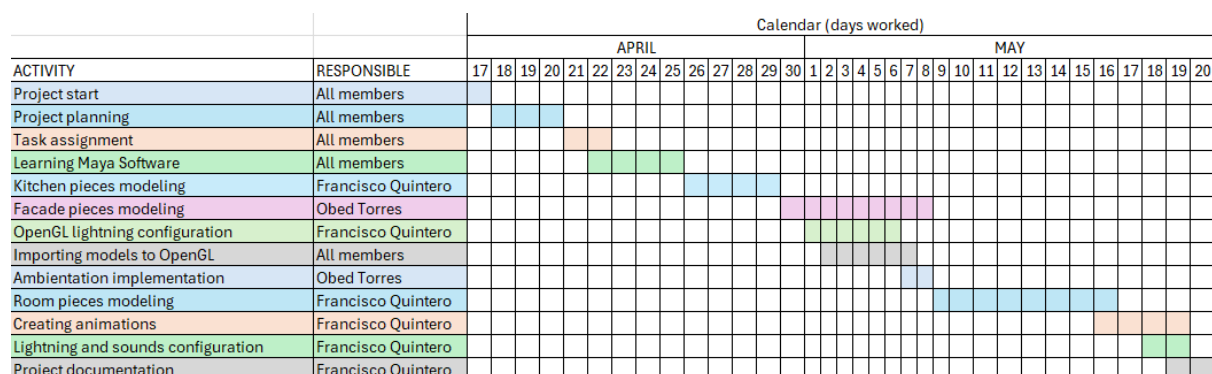 Calendar (days worked)
APRIL MAY
ACTIVITY RESPONSIBLE 17 18 19 20 21 22 23 24 25 26 27 28 29 30 1 2 3 4 5 6 7 8 9 10 11 12 13 14 15 16 17 18 19 20
Project start All members
Project planning All members
Task assignment All members
Learning Maya Software All members
Kitchen pieces modeling Francisco Quintero
Facade pieces modeling Obed Torres
OpenGL lightning configuration Francisco Quintero
Importing models to OpenGL All members
Ambientation implementation Obed Torres
Room pieces modeling Francisco Quintero
Creating animations Francisco Quintero
Lightning and sounds configuration Francisco Quintero
Project documentation Francisco Quintero